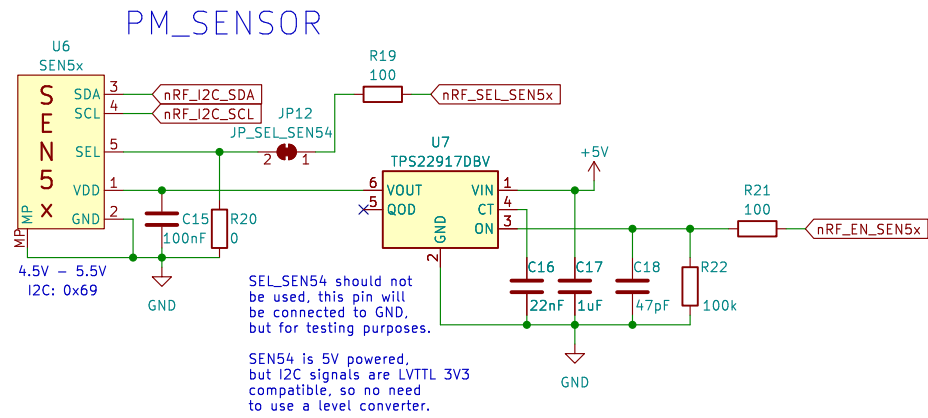 PM_SENSOR
U6
SEN5x
S
E
N
5
x
SDA
SCL
SEL
VDD
GND
MP
MP
3
4
5
1
2
nRF_I2C_SDA
nRF_I2C_SCL
JP12
JP_SEL_SEN54
2
1
R19
100
nRF_SEL_SEN5x
U7
TPS22917DBV
6
5
VOUT
QOD
GND
2
VIN
CT
ON
1
4
3
+5V
R21
100
nRF_EN_SEN5x
C15
100nF
R20
0
GND
C16
22nF
C17
1uF
C18
47pF
R22
100k
GND
4.5V - 5.5V
I2C: 0x69
SEL_SEN54 should not
be used, this pin will
be connected to GND,
but for testing purposes.
SEN54 is 5V powered,
but I2C signals are LVTTL 3V3
compatible, so no need
to use a level converter.